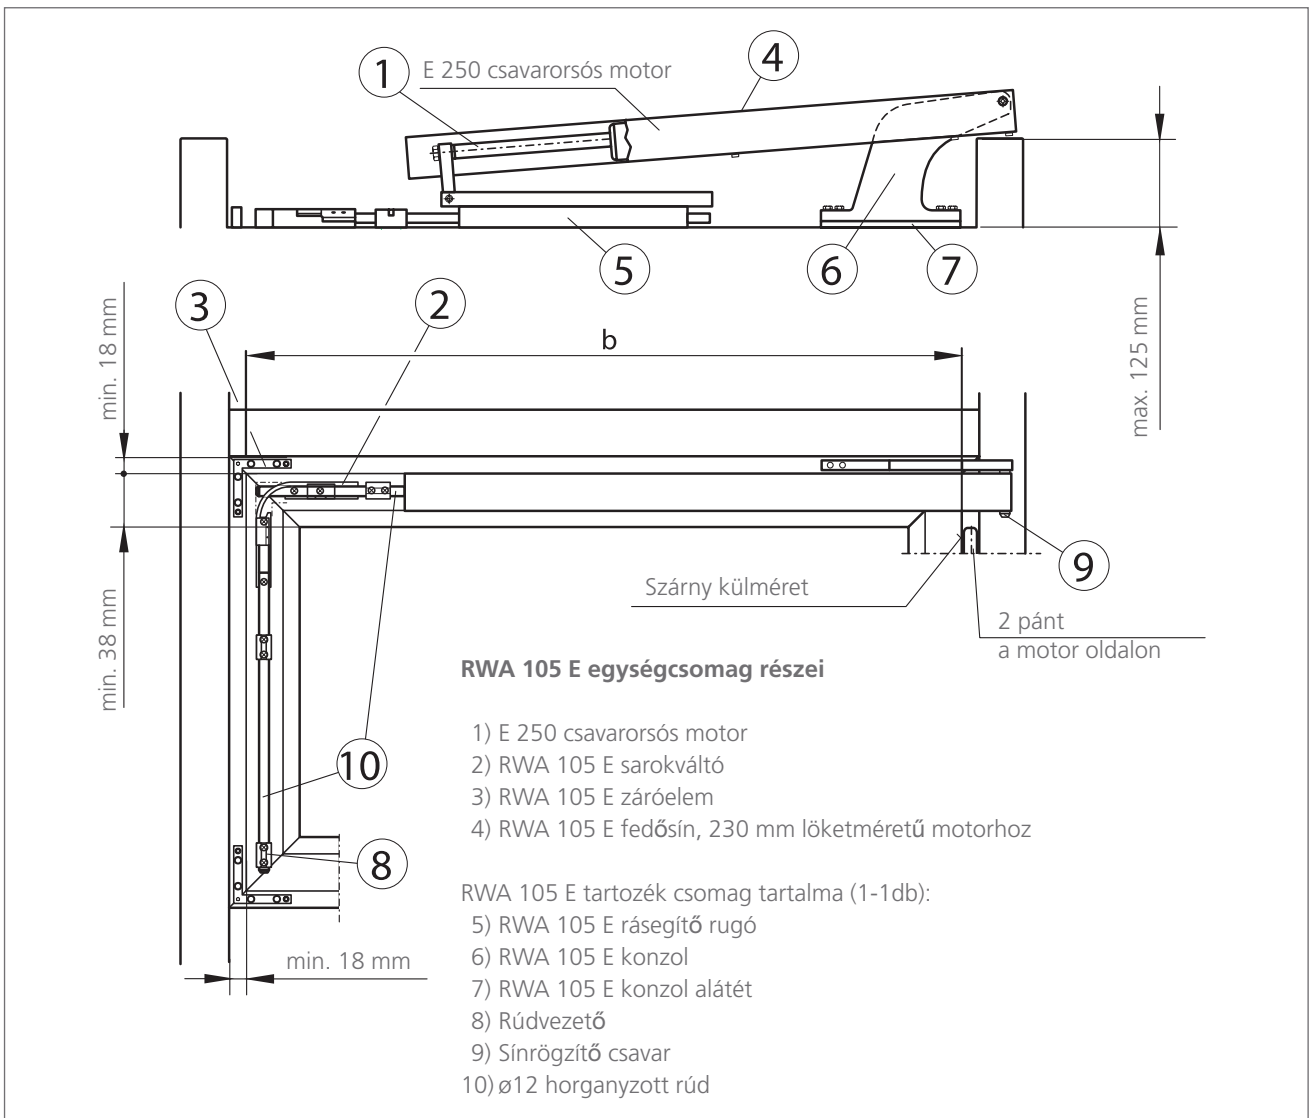 1
E 250 csavarorsós motor
4
5
6
7
max. 125 mm
3
2
min. 18 mm
b
min. 38 mm
9
Szárny külméret
2 pánt
a motor oldalon
10
8
min. 18 mm
RWA 105 E egységcsomag részei
1) E 250 csavarorsós motor
2) RWA 105 E sarokváltó
3) RWA 105 E záróelem
4) RWA 105 E fedősín, 230 mm löketméretű motorhoz
RWA 105 E tartozék csomag tartalma (1-1db):
5) RWA 105 E rásegítő rugó
6) RWA 105 E konzol
7) RWA 105 E konzol alátét
8) Rúdvezető
9) Sínrögzítő csavar
10) ø12 horganyzott rúd